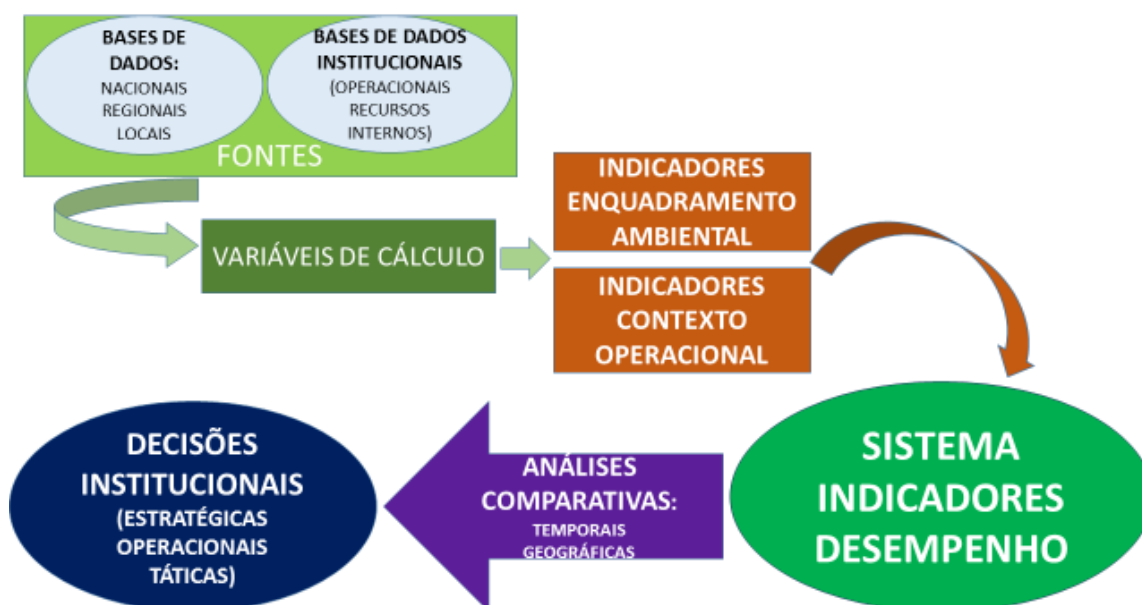 BASES DE
DADOS:
NACIONAIS
REGIONAIS
LOCAIS
BASES DE DADOS
INSTITUCIONAIS
(OPERACIONAIS
RECURSOS
INTERNOS)
FONTES
VARIÁVEIS DE CÁLCULO
INDICADORES
ENQUADRAMENTO
AMBIENTAL
INDICADORES
CONTEXTO
OPERACIONAL
SISTEMA
INDICADORES
DESEMPENHO
ANÁLISES
COMPARATIVAS:
TEMPORAIS
GEOGRÁFICAS
DECISÕES
INSTITUCIONAIS
(ESTRATÉGICAS
OPERACIONAIS
TÁTICAS)